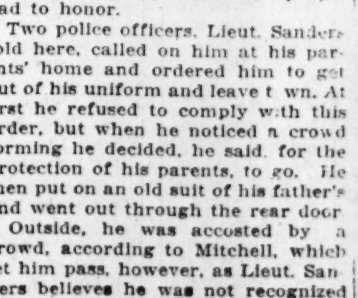 ad to honor.
Two police officers, Lieut. Sanders
old here, called on him at his par-
nts' home and ordered him to get
ut of his uniform and leave t wn. At
rst he refused to comply with this
rder, but when he noticed a crowd
orming he decided, he said, for the
rotection of his parents, to go. He
hen put on an old suit of his father's
nd went out through the rear door
Outside, he was accosted by a
rowd, according to Mitchell, which
et him pass, however, as Lieut. San-
ers believes he was not recognized